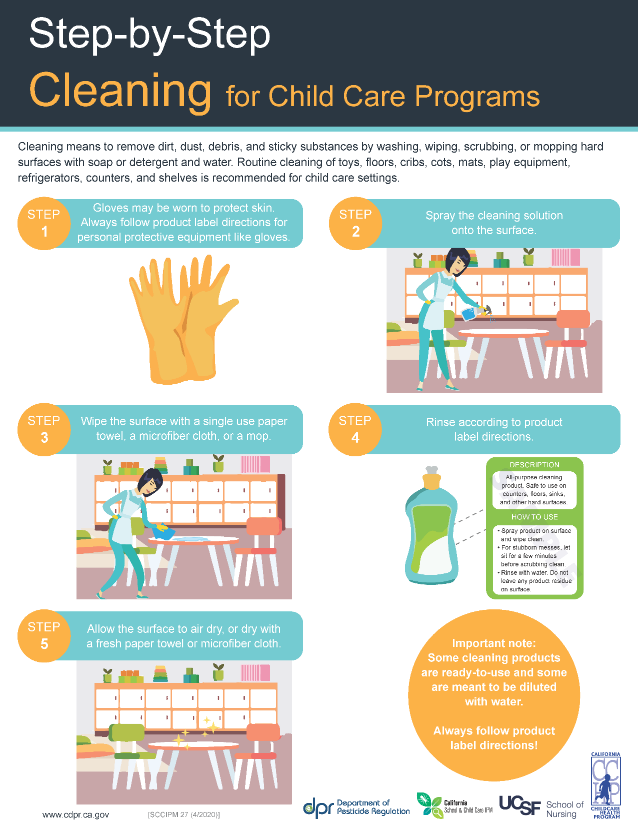 Step-by-Step
Cleaning for Child Care Programs
Cleaning means to remove dirt, dust, debris, and sticky substances by washing, wiping, scrubbing, or mopping hard
surfaces with soap or detergent and water. Routine cleaning of toys, floors, cribs, cots, mats, play equipment,
refrigerators, counters, and shelves is recommended for child care settings.
STEP
1
Gloves may be worn to protect skin.
Always follow product label directions for
personal protective equipment like gloves.
STEP
2
Spray the cleaning solution
onto the surface.
STEP
3
Wipe the surface with a single use paper
towel, a microfiber cloth, or a mop.
STEP
4
Rinse according to product
label directions.
DESCRIPTION
All-purpose cleaning
product. Safe to use on
counters, floors, sinks,
and other hard surfaces.
HOW TO USE
• Spray product on surface
and wipe clean.
• For stubborn messes, let
sit for a few minutes
before scrubbing clean.
• Rinse with water. Do not
leave any product residue
on surface.
STEP
5
Allow the surface to air dry, or dry with
a fresh paper towel or microfiber cloth.
Important note:
Some cleaning products
are ready-to-use and some
are meant to be diluted
with water.
Always follow product
label directions!
www.cdpr.ca.gov
[SCCIPM 27 (4/2020)]
dpr Department of
Pesticide Regulation
California
School & Child Care IPM
UCSF School of
Nursing
CALIFORNIA
CC
HP
CHILDCARE
HEALTH
PROGRAM